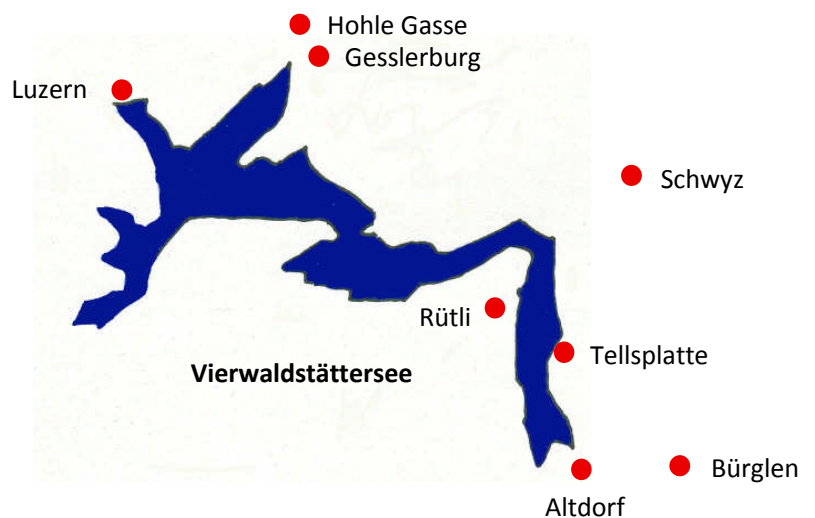 Hohle Gasse
Gesslerburg
Luzern
Schwyz
Rütli
Tellsplatte
Vierwaldstättersee
Bürglen
Altdorf